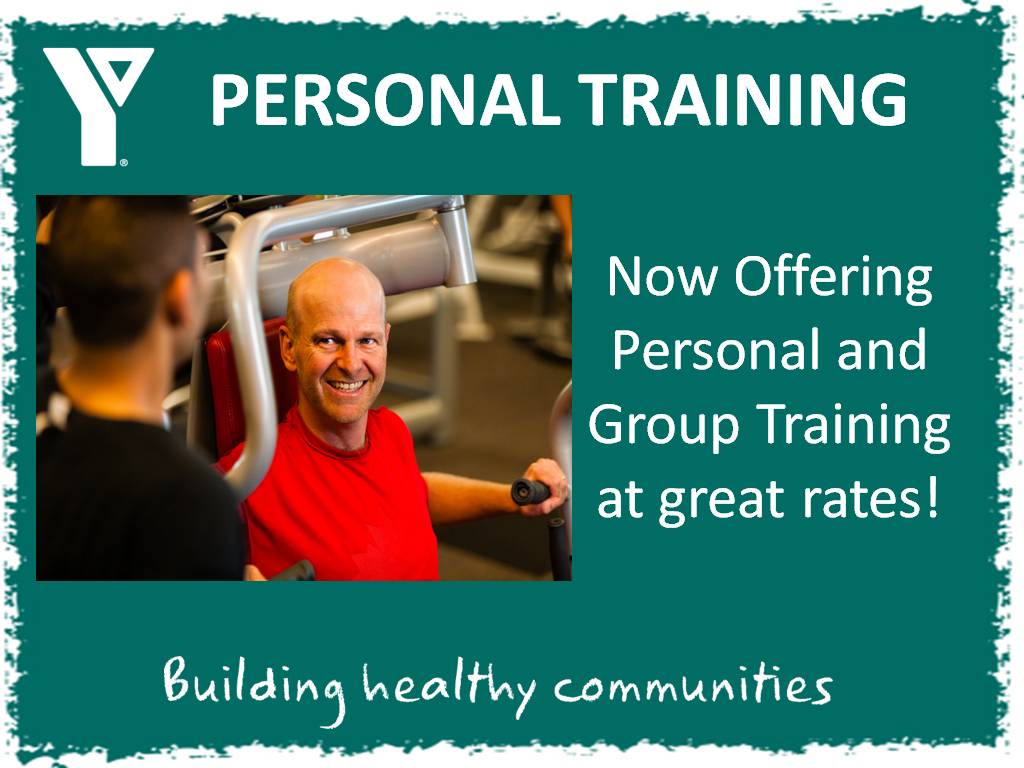 Y®
PERSONAL TRAINING
Now Offering
Personal and
Group Training
at great rates!
Building healthy communities